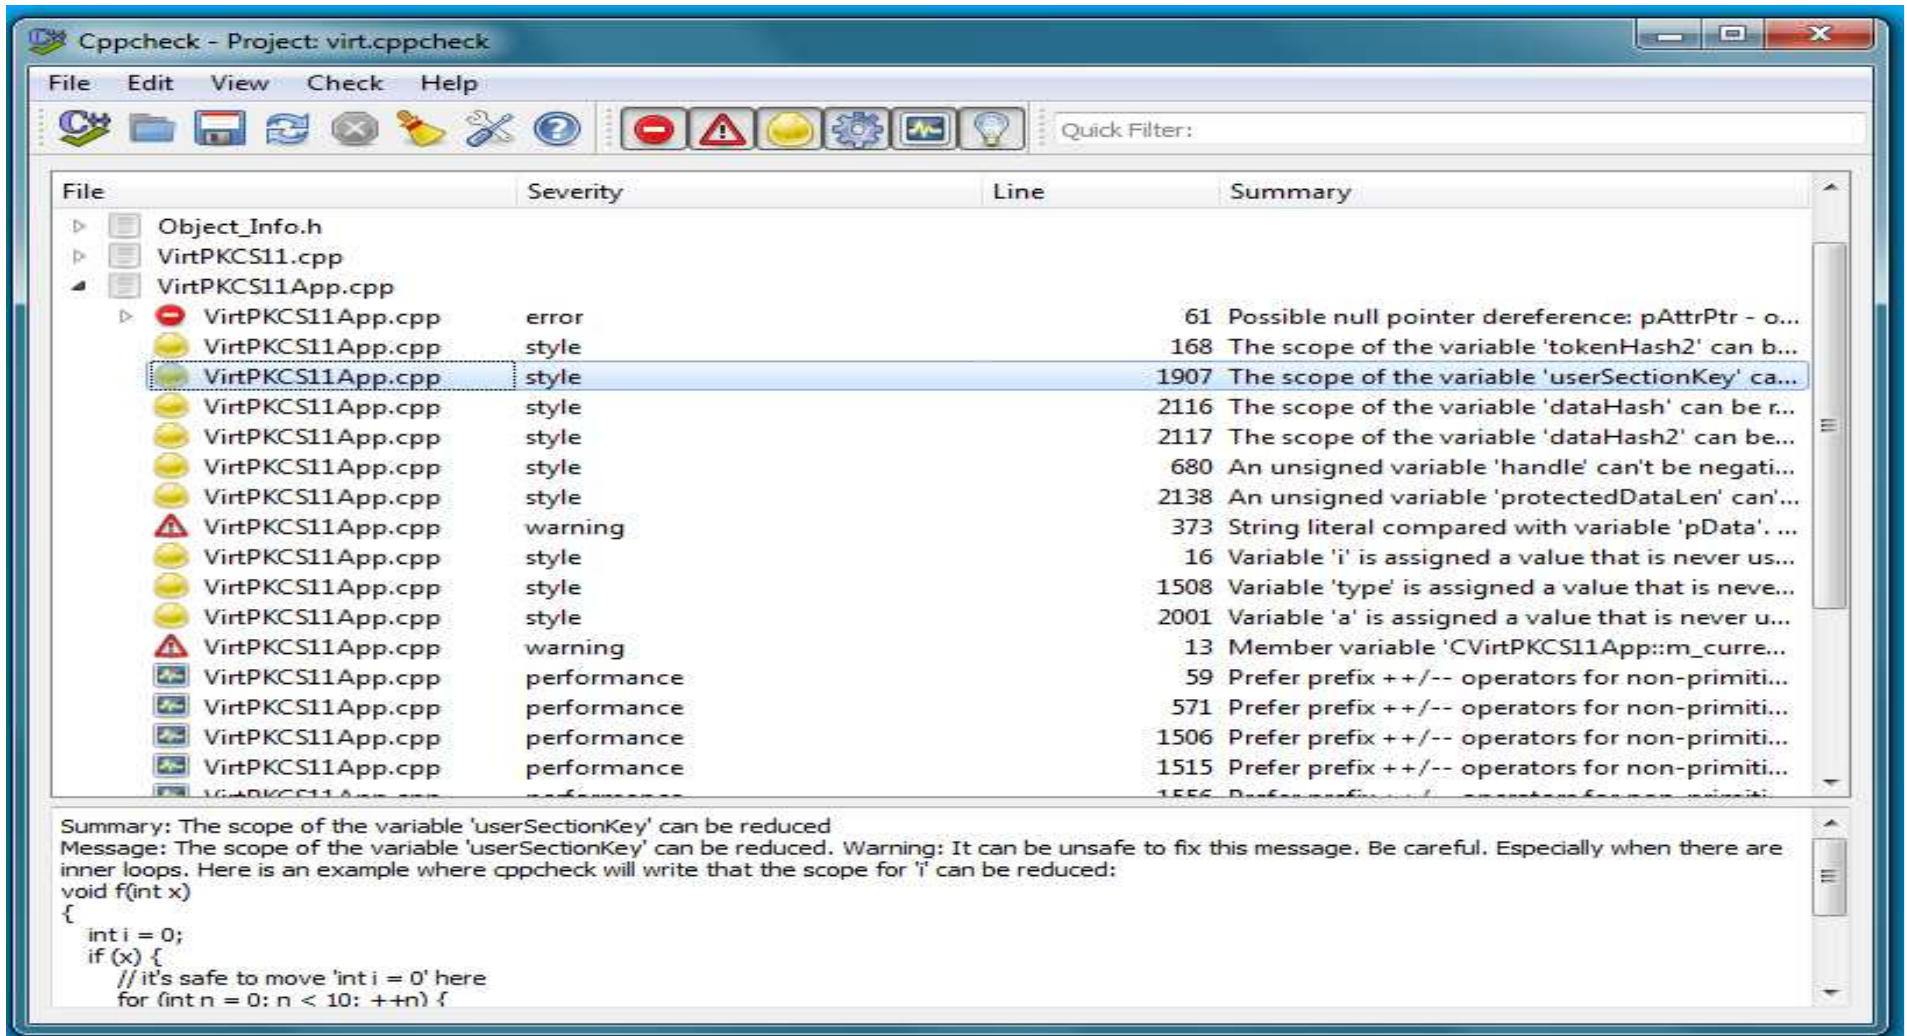 Cppcheck - Project: virt.cppcheck
File Edit View Check Help
C++ Quick Filter:
File Severity Line Summary
Object_Info.h
VirtPKCS11.cpp
VirtPKCS11App.cpp
VirtPKCS11App.cpp error 61 Possible null pointer dereference: pAttrPtr - o...
VirtPKCS11App.cpp style 168 The scope of the variable 'tokenHash2' can b...
VirtPKCS11App.cpp style 1907 The scope of the variable 'userSectionKey' ca...
VirtPKCS11App.cpp style 2116 The scope of the variable 'dataHash' can be r...
VirtPKCS11App.cpp style 2117 The scope of the variable 'dataHash2' can be...
VirtPKCS11App.cpp style 680 An unsigned variable 'handle' can't be negati...
VirtPKCS11App.cpp style 2138 An unsigned variable 'protectedDataLen' can'...
VirtPKCS11App.cpp warning 373 String literal compared with variable 'pData'. ...
VirtPKCS11App.cpp style 16 Variable 'i' is assigned a value that is never us...
VirtPKCS11App.cpp style 1508 Variable 'type' is assigned a value that is neve...
VirtPKCS11App.cpp style 2001 Variable 'a' is assigned a value that is never u...
VirtPKCS11App.cpp warning 13 Member variable 'CVirtPKCS11App::m_curre...
VirtPKCS11App.cpp performance 59 Prefer prefix ++/-- operators for non-primiti...
VirtPKCS11App.cpp performance 571 Prefer prefix ++/-- operators for non-primiti...
VirtPKCS11App.cpp performance 1506 Prefer prefix ++/-- operators for non-primiti...
VirtPKCS11App.cpp performance 1515 Prefer prefix ++/-- operators for non-primiti...
VirtPKCS11App.cpp performance 1556 Prefer prefix ++/-- operators for non-primiti...
Summary: The scope of the variable 'userSectionKey' can be reduced
Message: The scope of the variable 'userSectionKey' can be reduced. Warning: It can be unsafe to fix this message. Be careful. Especially when there are
inner loops. Here is an example where cppcheck will write that the scope for 'i' can be reduced:
void f(int x)
{
int i = 0;
if (x) {
// it's safe to move 'int i = 0' here
for (int n = 0; n < 10; ++n) {